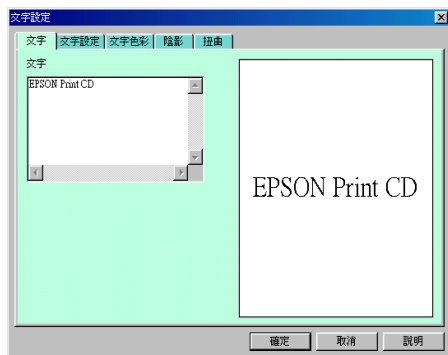 文字設定
文字 文字設定 文字色彩 陰影 扭曲
文字
EPSON Print CD
EPSON Print CD
確定 取消 說明